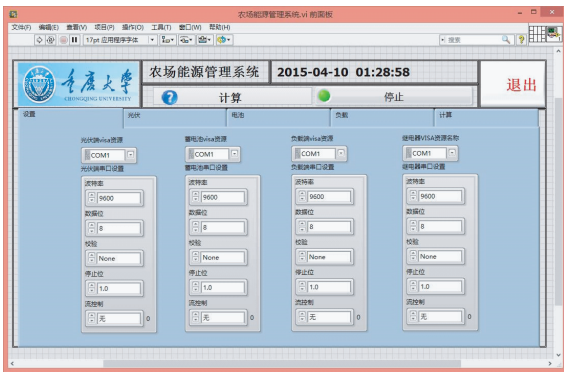 农场能源管理系统.vi 前面板
文件(F) 编辑(E) 查看(V) 项目(P) 操作(O) 工具(T) 窗口(W) 帮助(H)
17pt 应用程序字体 搜索
重庆大学
CHONGQING UNIVERSITY
农场能源管理系统 2015-04-10 01:28:58
计算 停止
退出
设置 光伏 电池 负载 计算
光伏端visa资源 蓄电池visa资源 负载端visa资源 继电器VISA资源名称
COM1 COM1 COM1 COM1
光伏端串口设置 蓄电池串口设置 负载端串口设置 继电器串口设置
波特率 波特率 波特率 波特率
9600 9600 9600 9600
数据位 数据位 数据位 数据位
8 8 8 8
校验 校验 校验 校验
None None None None
停止位 停止位 停止位 停止位
1.0 1.0 1.0 1.0
流控制 流控制 流控制 流控制
无 0 无 0 无 0 无 0